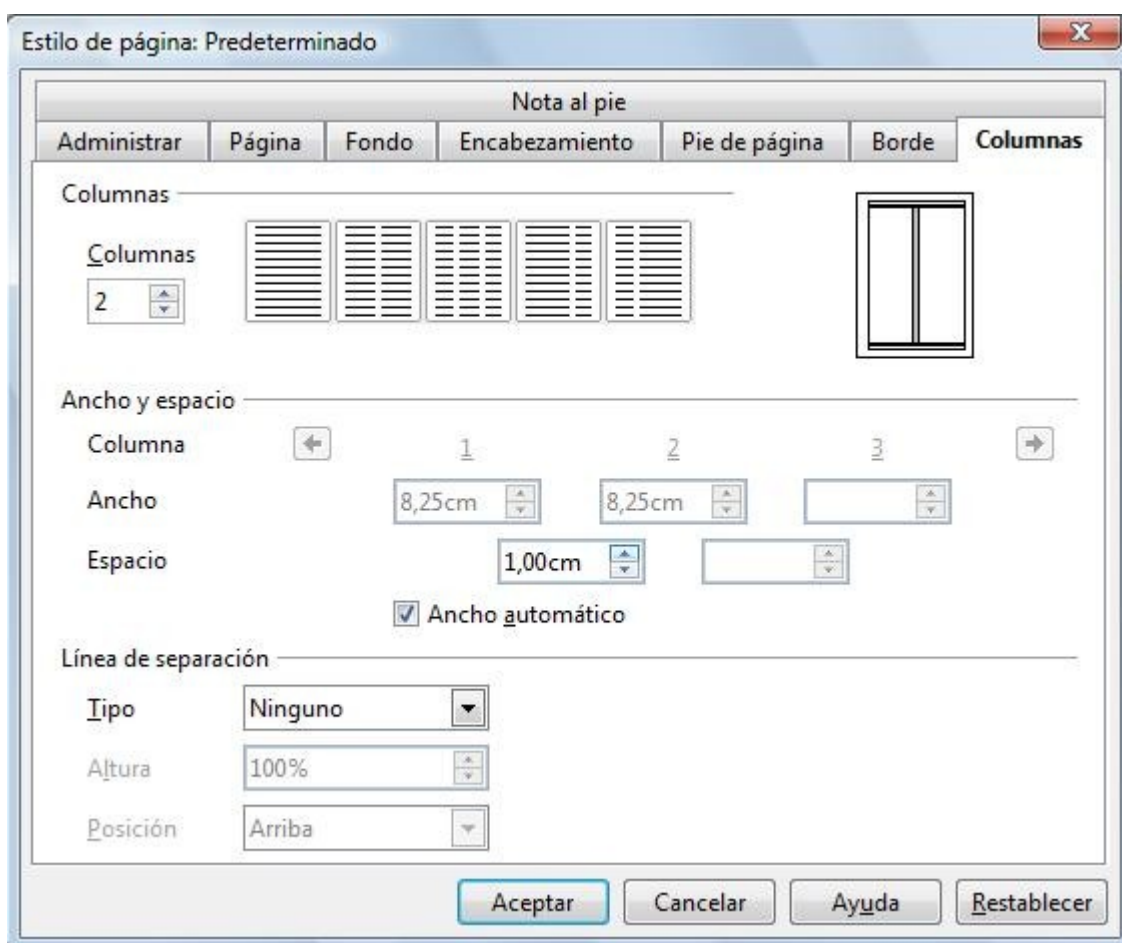 Estilo de página: Predeterminado
Nota al pie
Administrar Página Fondo Encabezamiento Pie de página Borde Columnas
Columnas
Columnas
2
Ancho y espacio
Columna 1 2 3
Ancho 8,25cm 8,25cm
Espacio 1,00cm
Ancho automático
Línea de separación
Tipo Ninguno
Altura 100%
Posición Arriba
Aceptar Cancelar Ayuda Restablecer